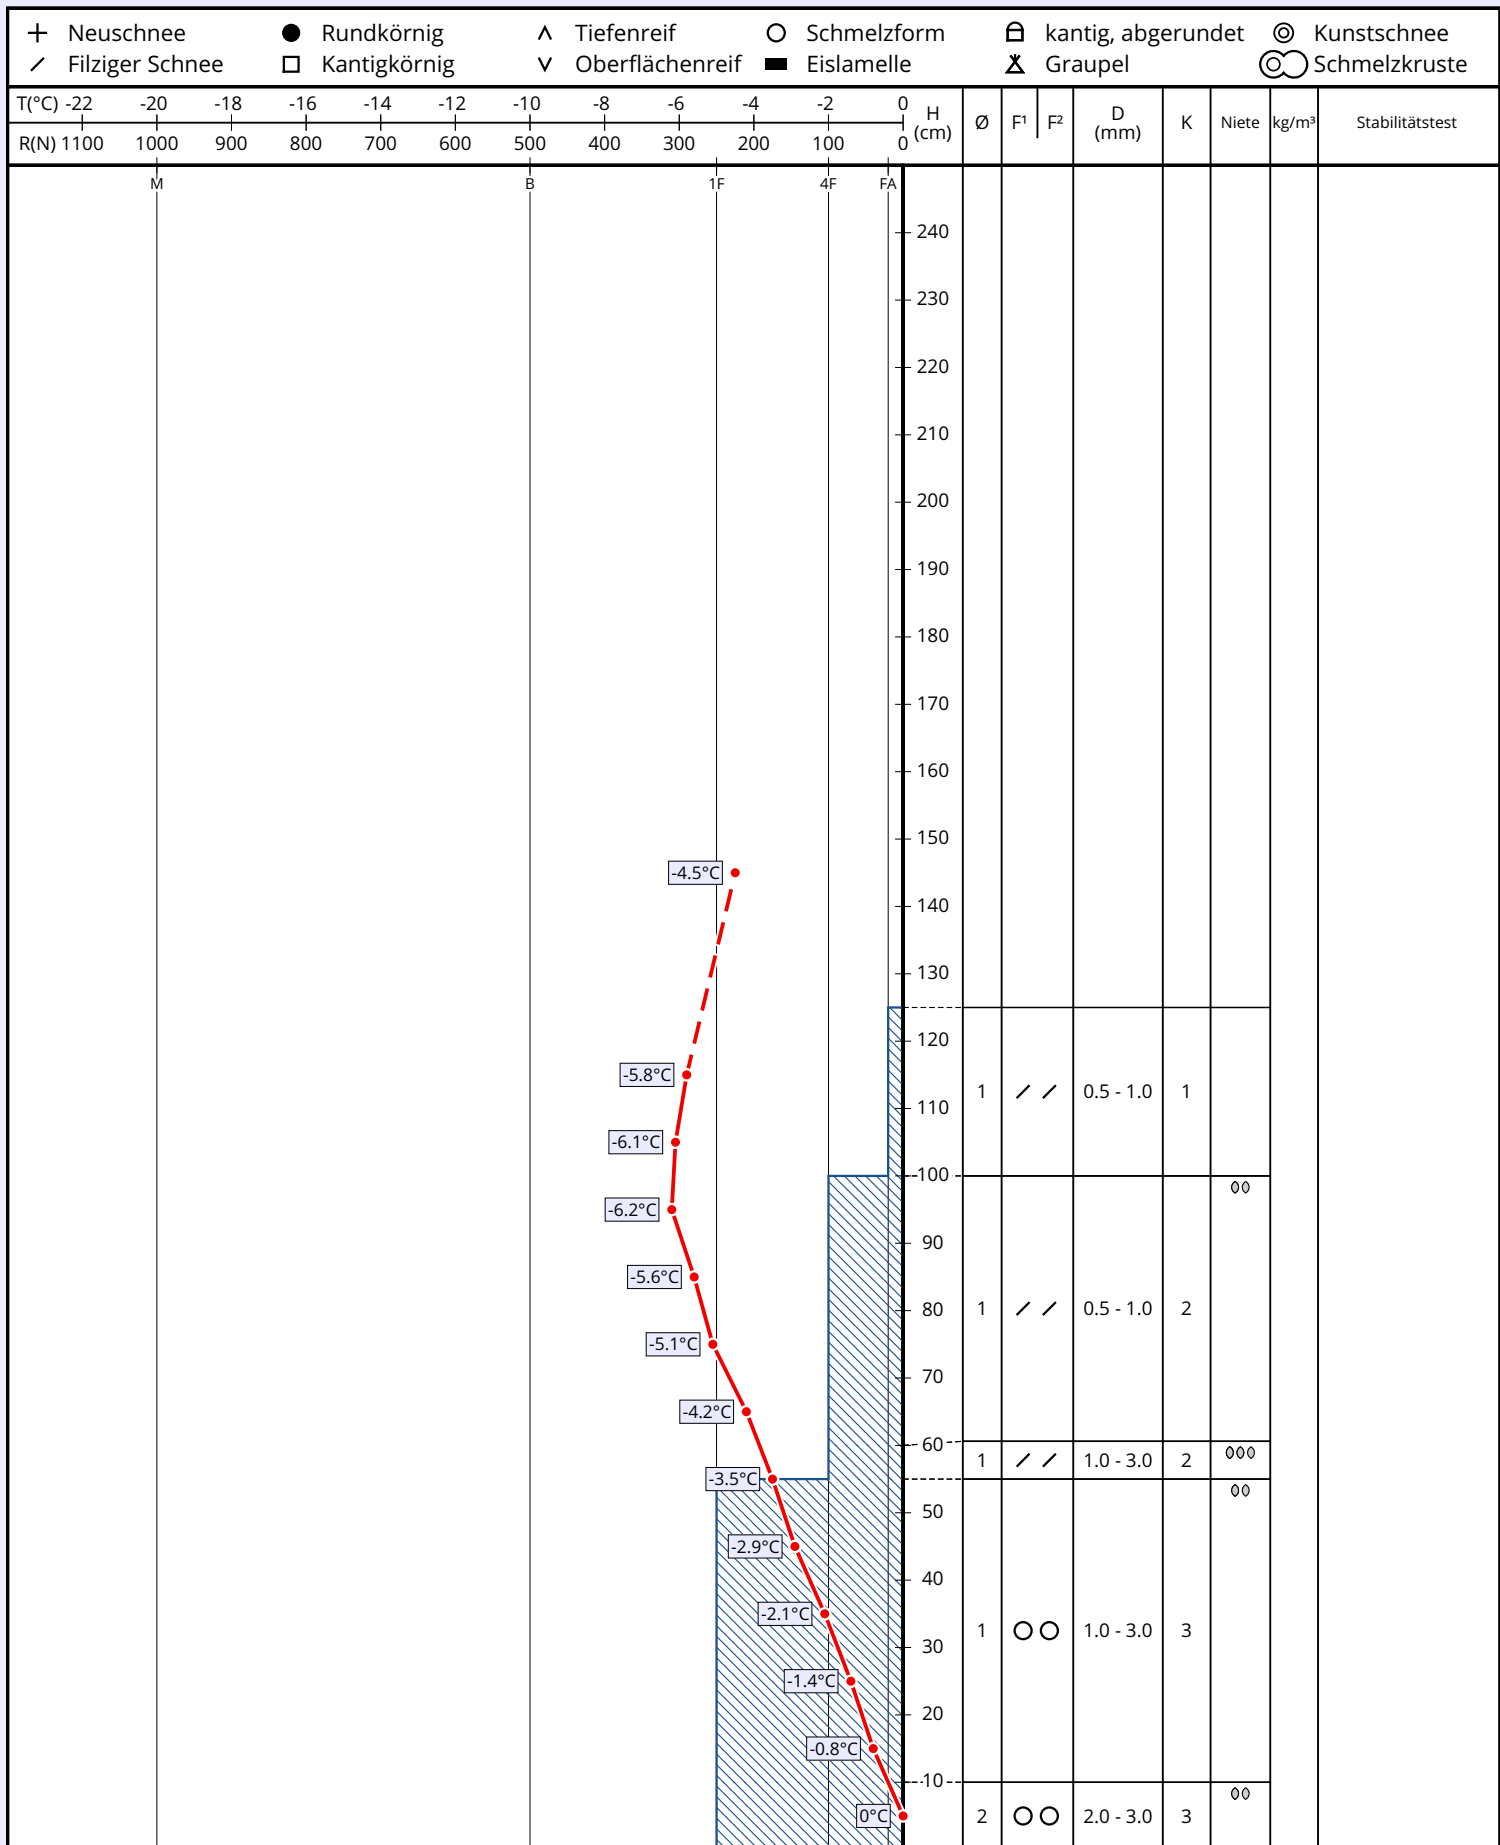 Neuschnee Rundkörnig Tiefenreif Schmelzform kantig, abgerundet Kunstschnee
Filziger Schnee Kantigkörnig Oberflächenreif Eislamelle Graupel Schmelzkruste
T(°C) -22 -20 -18 -16 -14 -12 -10 -8 -6 -4 -2 0
R(N) 1100 1000 900 800 700 600 500 400 300 200 100 0
H (cm) Ø F¹ F² D (mm) K Niete kg/m³ Stabilitätstest
M B 1F 4F FA
240
230
220
210
200
190
180
170
160
150
-4.5°C
140
130
120
-5.8°C
1 0.5 - 1.0 1
110
-6.1°C
100
-6.2°C
90
-5.6°C
80 1 0.5 - 1.0 2
-5.1°C
70
-4.2°C
60
1 1.0 - 3.0 2
-3.5°C
50
-2.9°C
40
-2.1°C
1 1.0 - 3.0 3
30
-1.4°C
20
-0.8°C
10
0°C 2 2.0 - 3.0 3